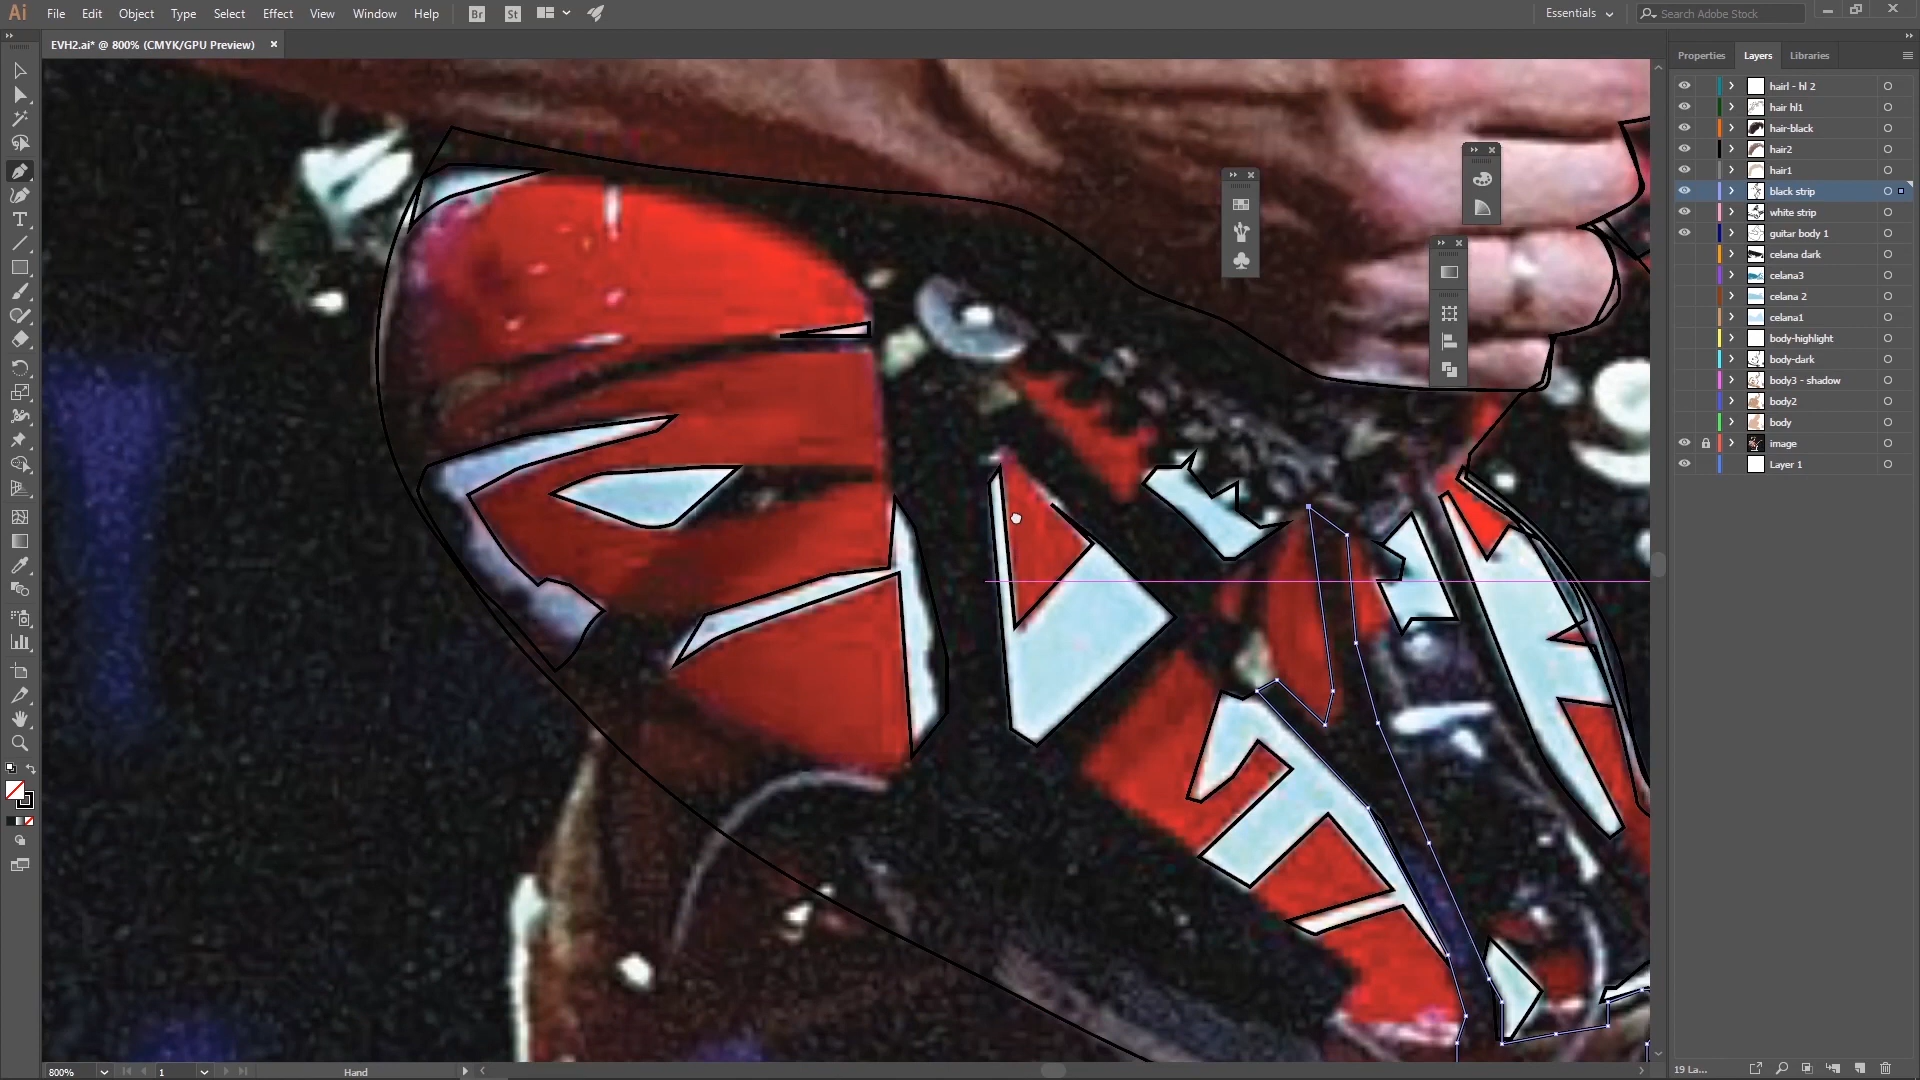 Ai File Edit Object Type Select Effect View Window Help Br St Essentials Search Adobe Stock
EVH2.ai* @ 800% (CMYK/GPU Preview)
Properties Layers Libraries
hairl - hl 2
hair hl1
hair-black
hair2
hair1
black strip
white strip
guitar body 1
celana dark
celana3
celana 2
celana1
body-highlight
body-dark
body3 - shadow
body2
body
image
Layer 1
800% 1 Hand 19 La...